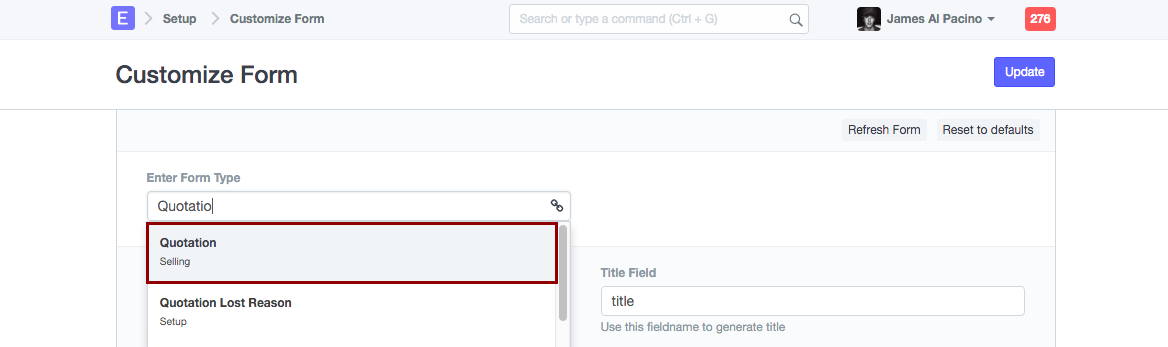 E Setup Customize Form Search or type a command (Ctrl + G) James Al Pacino 276
Customize Form Update
Refresh Form Reset to defaults
Enter Form Type
Quotatio
Quotation
Selling
Quotation Lost Reason
Setup
Title Field
title
Use this fieldname to generate title